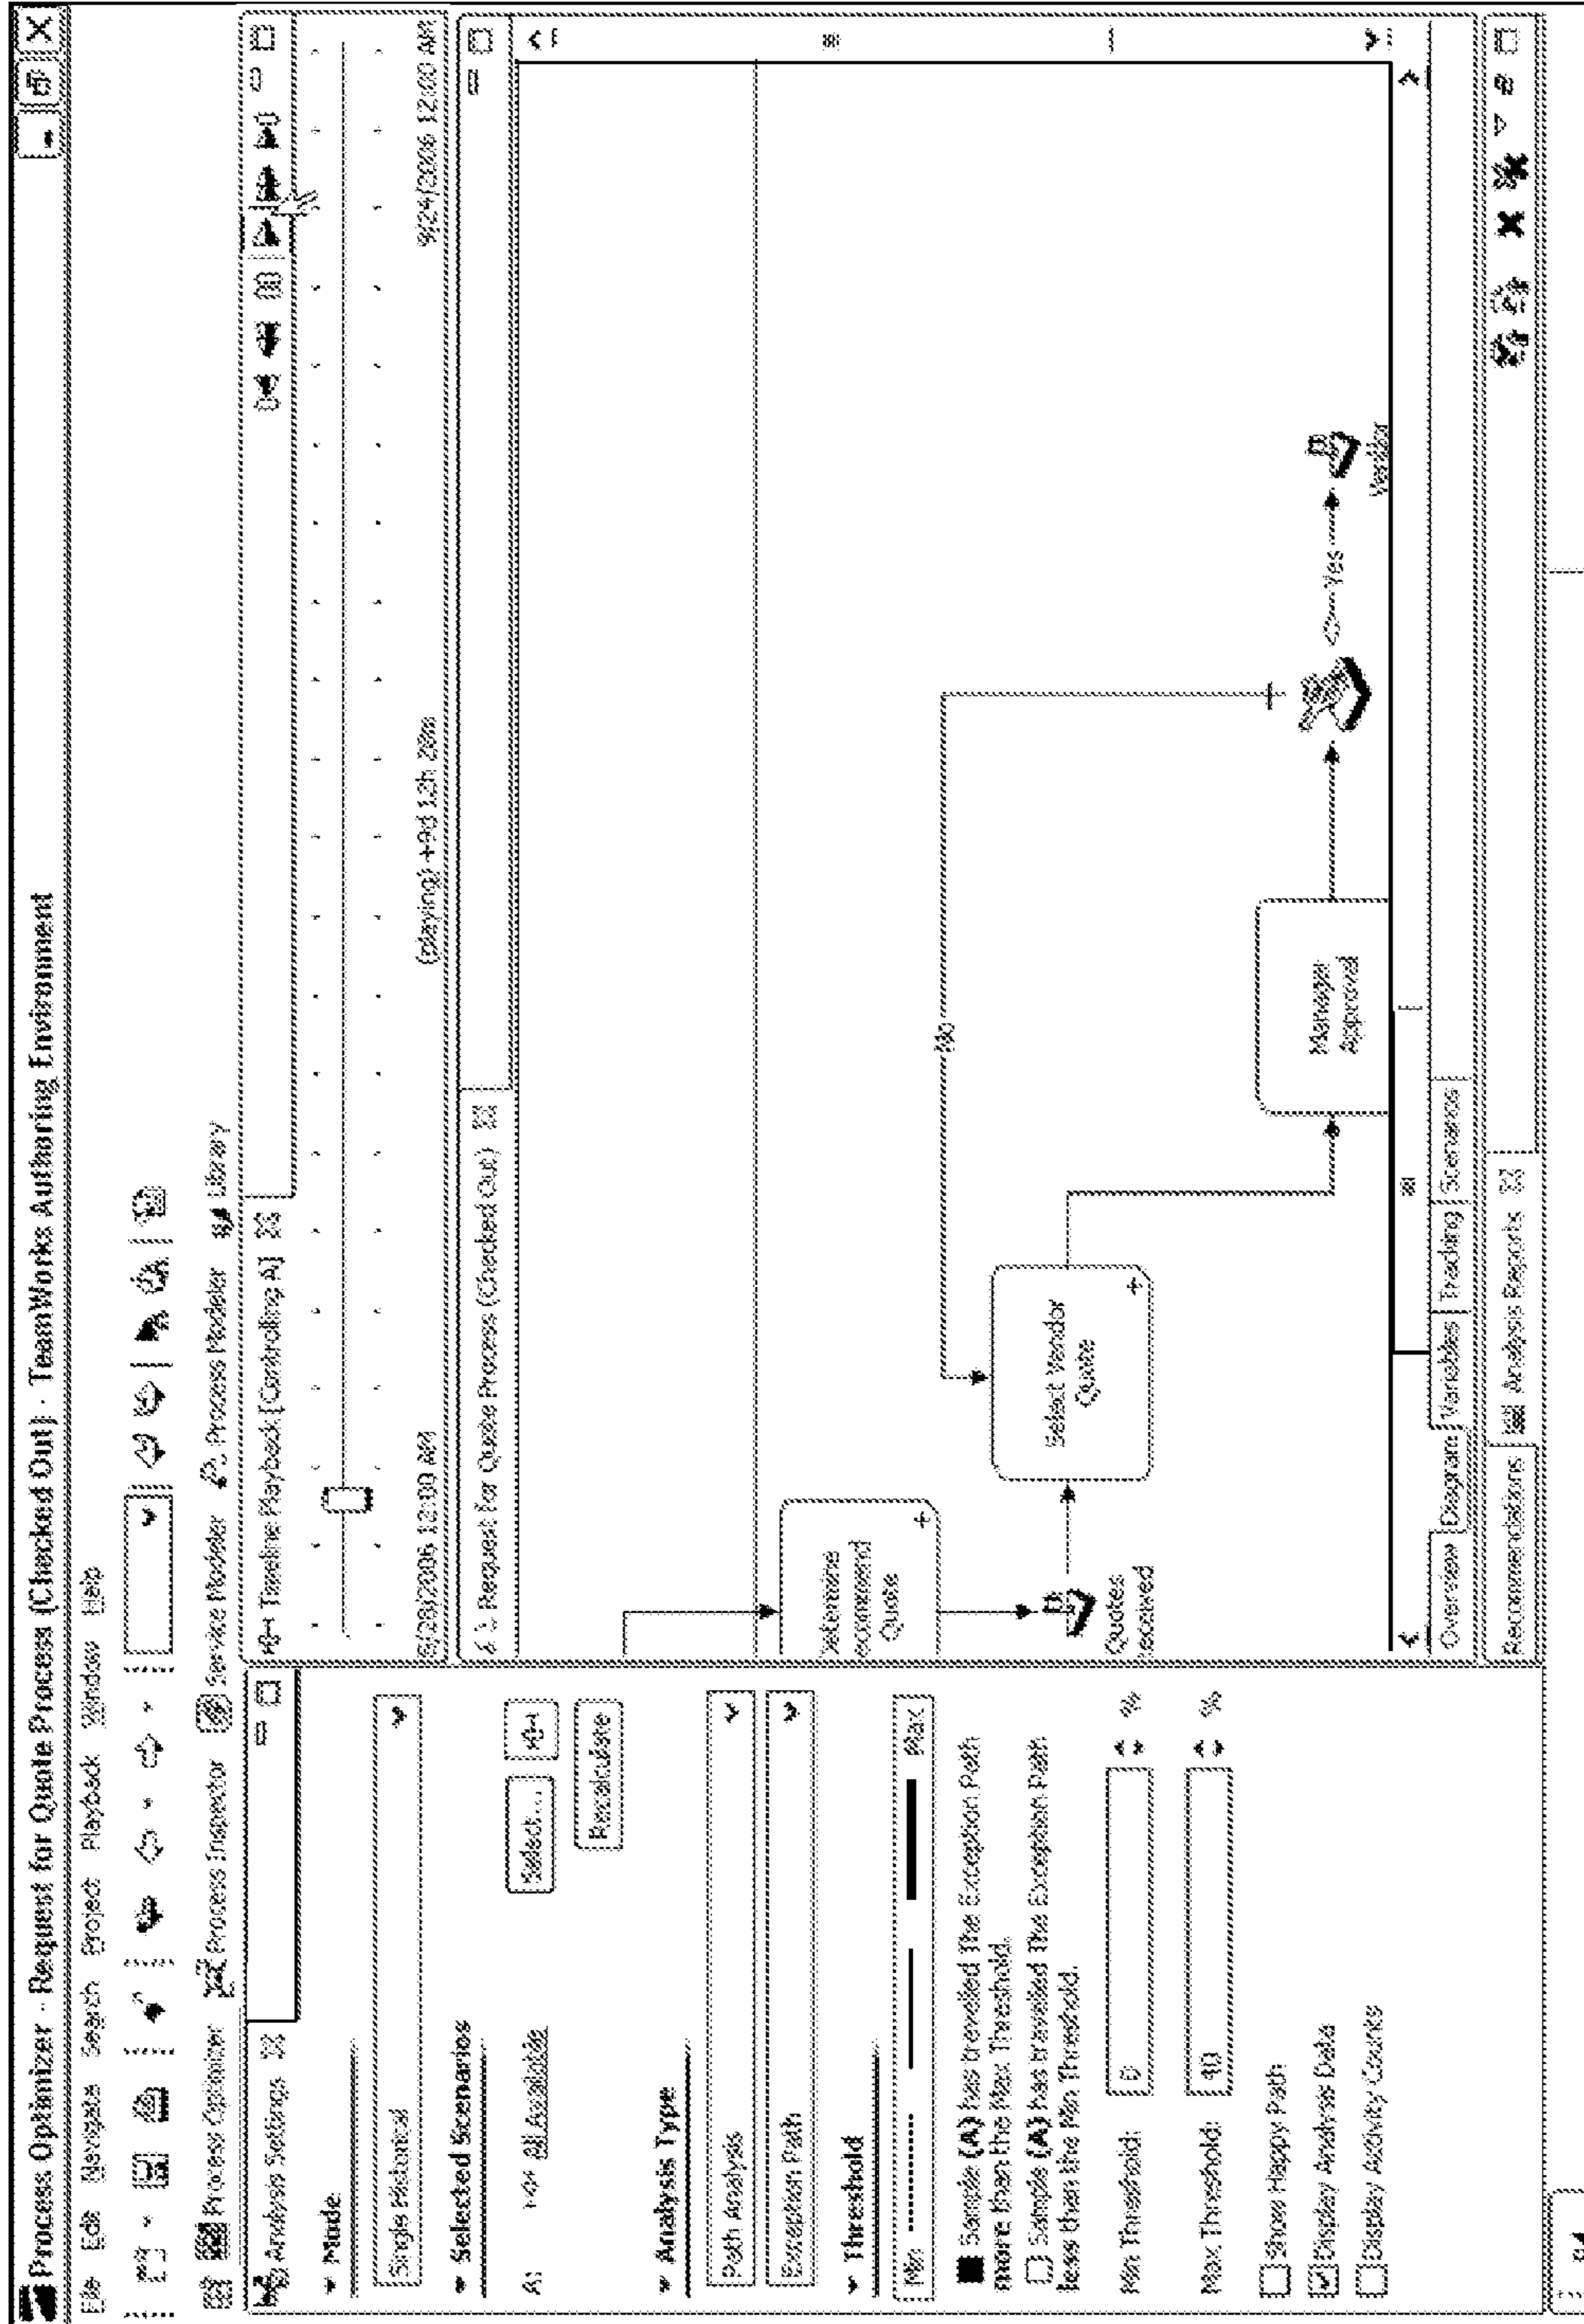 Process Optimizer - Request for Quote Process (Checked Out) - TeamWorks Authoring Environment
File Edit Navigate Search Project Playback Window Help
Process Optimizer Process Inspector Service Modeler Process Modeler Library
Analysis Settings
Mode
Single Historical
Selected Scenarios
A: All Available
Select...
Recalculate
Analysis Type
Path Analysis
Exception Path
Threshold
Min Max
Sample (A) has travelled The Exception Path
more than the Max Threshold.
Sample (A) has travelled The Exception Path
less than the Min Threshold.
Min Threshold: 0 %
Max Threshold: 40 %
Show Happy Path
Display Analysis Data
Display Activity Counts
Timeline Playback [Controlling A]
12:00 AM
(playing) +9d 12h 28m
9/24/2006 12:00 AM
Request for Quote Process (Checked Out)
Quote
Quotes
Select Vendor
Quote
No
Manager
Approval
Yes
Vendor
Overview Diagram Variables Tracking Scenarios
Recommendations Analysis Reports